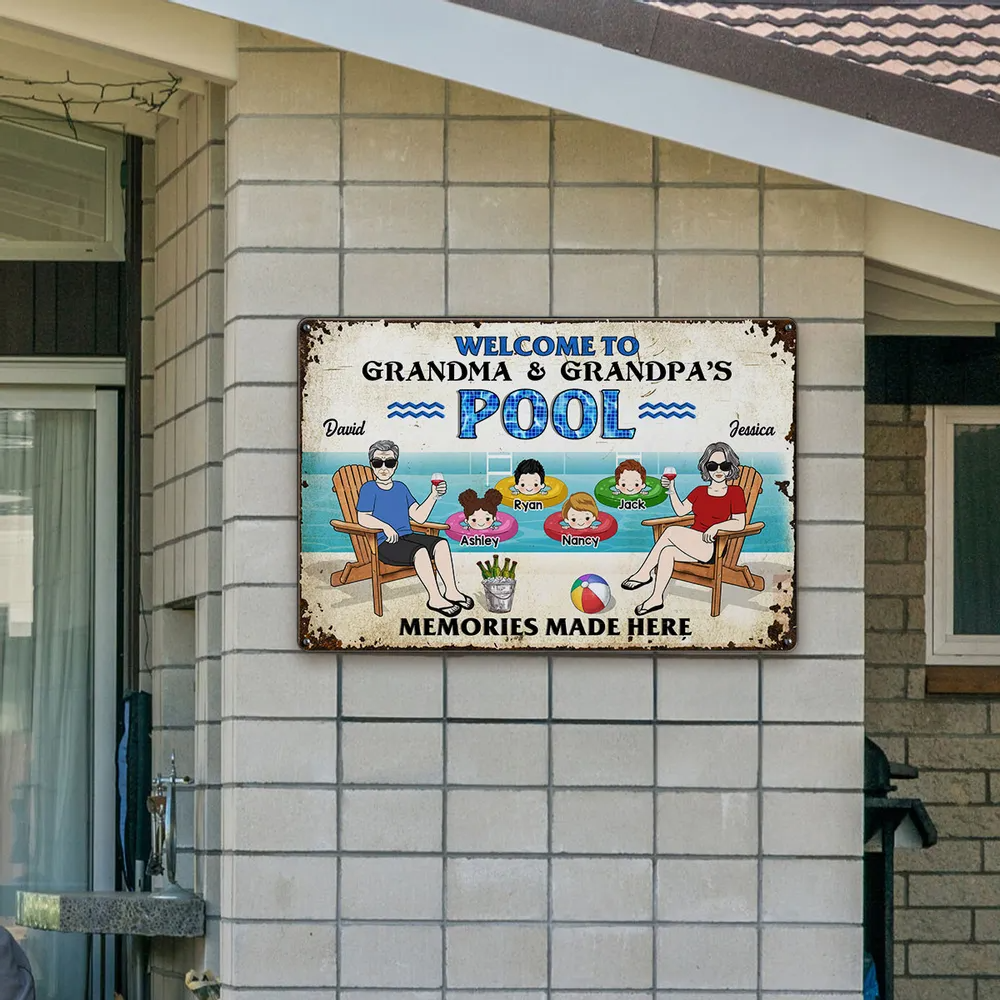 WELCOME TO
GRANDMA & GRANDPA'S
POOL
David
Jessica
Ryan
Jack
Ashley
Nancy
MEMORIES MADE HERE